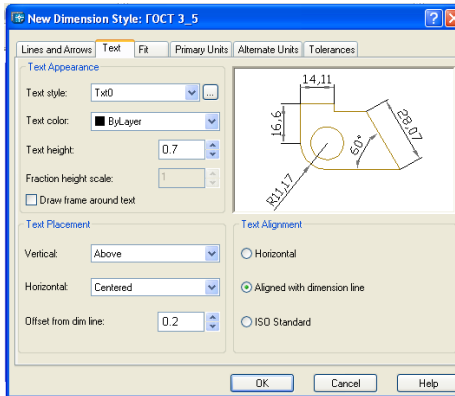 New Dimension Style: ГОСТ 3_5
Lines and Arrows Text Fit Primary Units Alternate Units Tolerances
Text Appearance
Text style: Txt0 ...
Text color: ByLayer
Text height: 0.7
Fraction height scale: 1
Draw frame around text
14,11
16,6
28,07
60°
R11,17
Text Placement
Vertical: Above
Horizontal: Centered
Offset from dim line: 0.2
Text Alignment
Horizontal
Aligned with dimension line
ISO Standard
OK Cancel Help